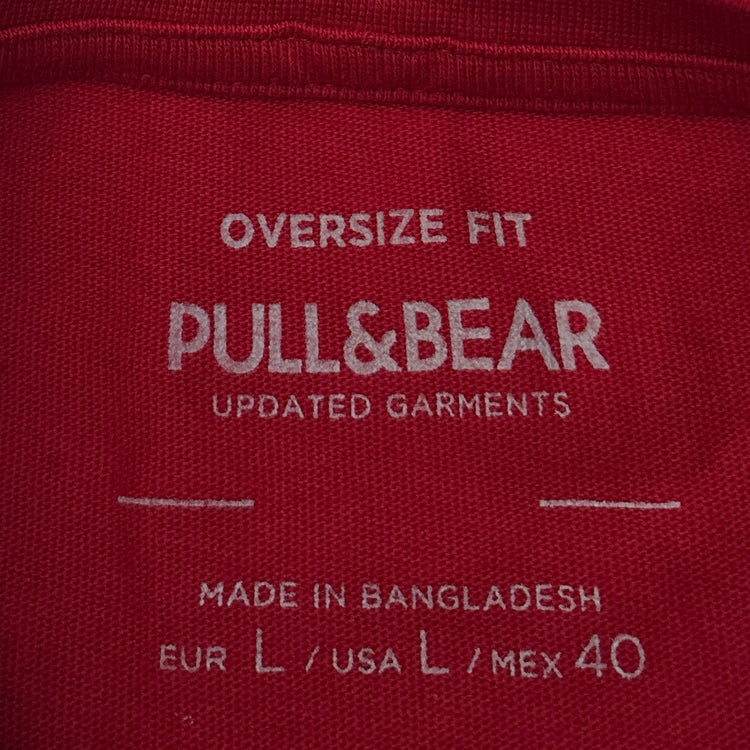 OVERSIZE FIT
PULL&BEAR
UPDATED GARMENTS
MADE IN BANGLADESH
EUR L / USA L / MEX 40